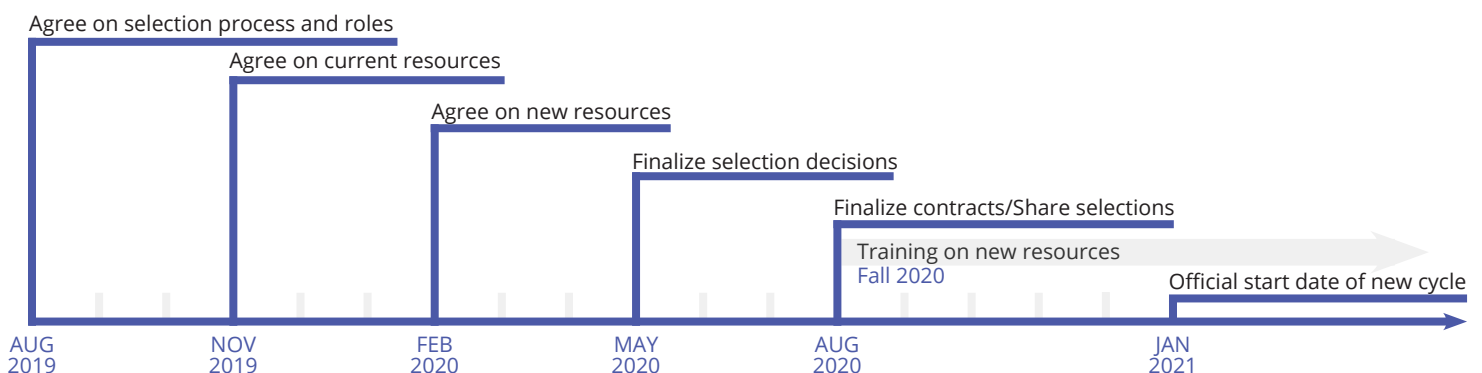 Agree on selection process and roles
Agree on current resources
Agree on new resources
Finalize selection decisions
Finalize contracts/Share selections
Training on new resources
Fall 2020
Official start date of new cycle
AUG
2019
NOV
2019
FEB
2020
MAY
2020
AUG
2020
JAN
2021